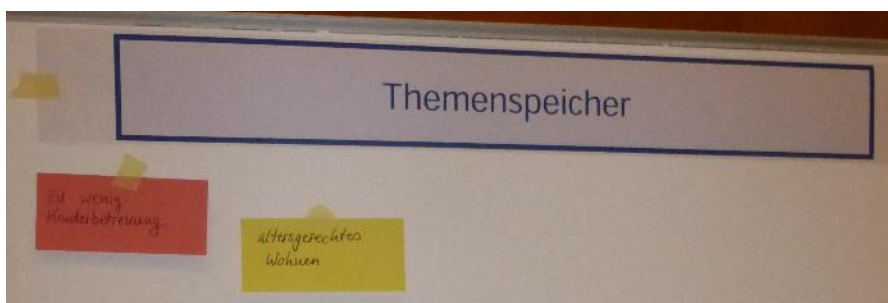 Themenspeicher
zu wenig
Kinderbetreuung
altersgerechtes
Wohnen